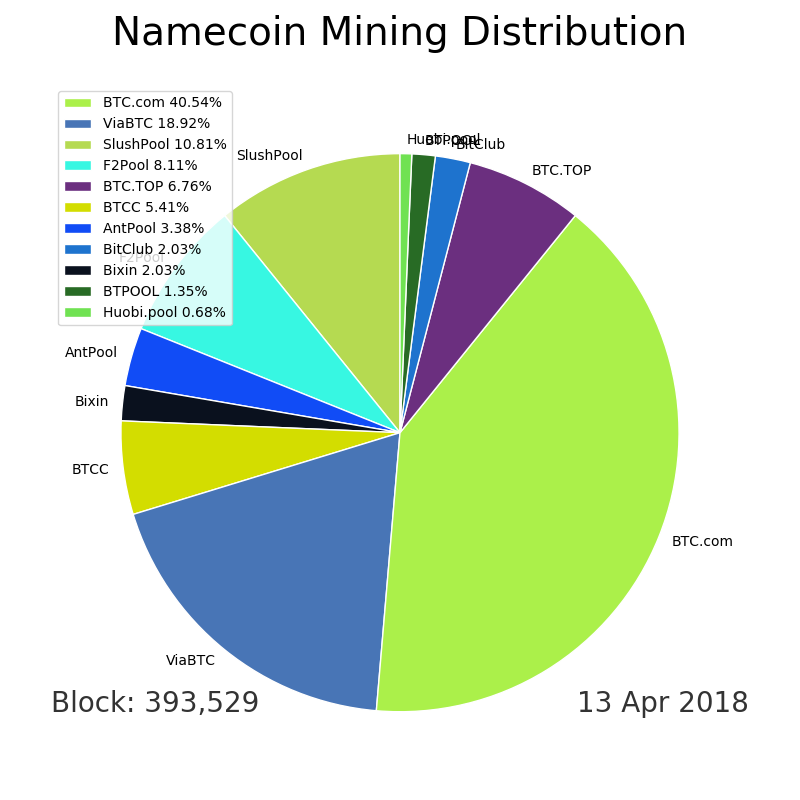 Namecoin Mining Distribution
BTC.com 40.54%
ViaBTC 18.92%
SlushPool 10.81%
F2Pool 8.11%
BTC.TOP 6.76%
BTCC 5.41%
AntPool 3.38%
BitClub 2.03%
Bixin 2.03%
BTPOOL 1.35%
Huobi.pool 0.68%
Huobi.pool
BTPOOL
BitClub
SlushPool
BTC.TOP
F2Pool
AntPool
Bixin
BTCC
BTC.com
ViaBTC
Block: 393,529
13 Apr 2018